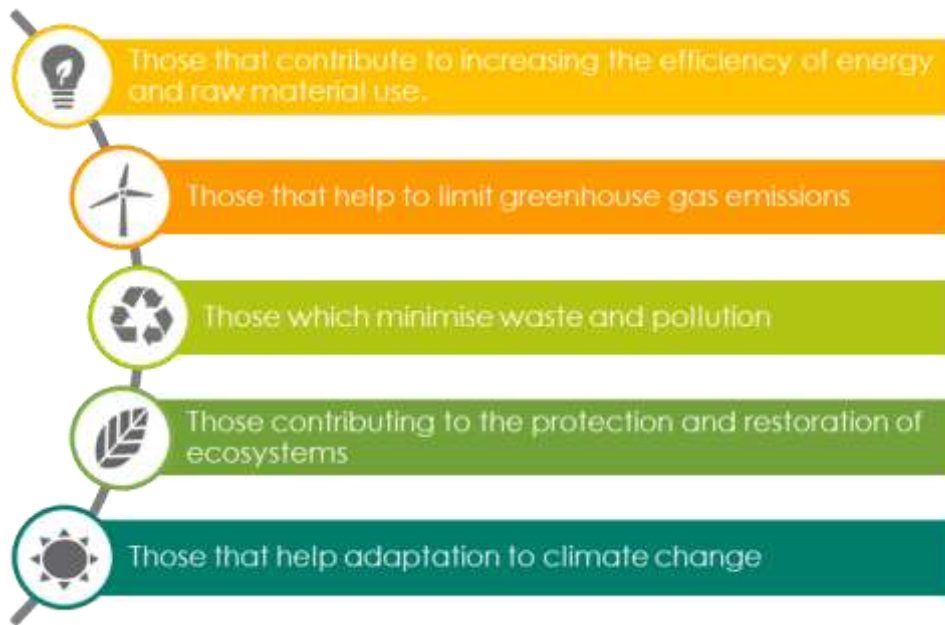 Those that contribute to increasing the efficiency of energy
and raw material use.
Those that help to limit greenhouse gas emissions
Those which minimise waste and pollution
Those contributing to the protection and restoration of
ecosystems
Those that help adaptation to climate change